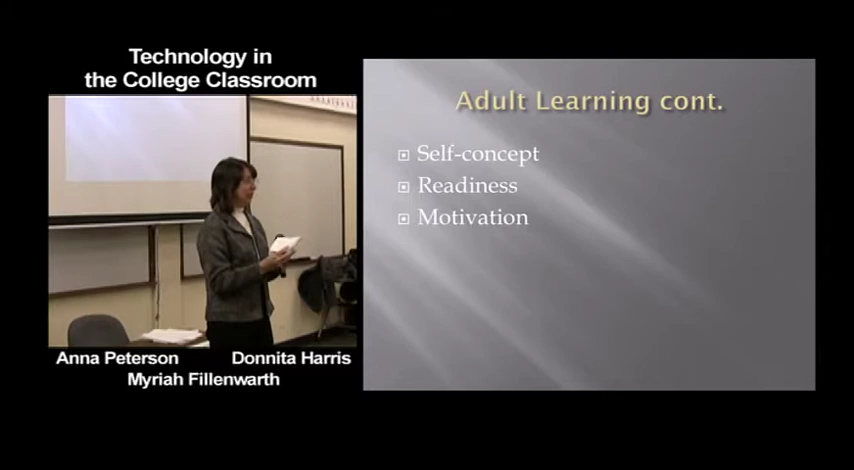 Technology in
the College Classroom
Anna Peterson
Donnita Harris
Myriah Fillenwarth
Adult Learning cont.
Self-concept
Readiness
Motivation